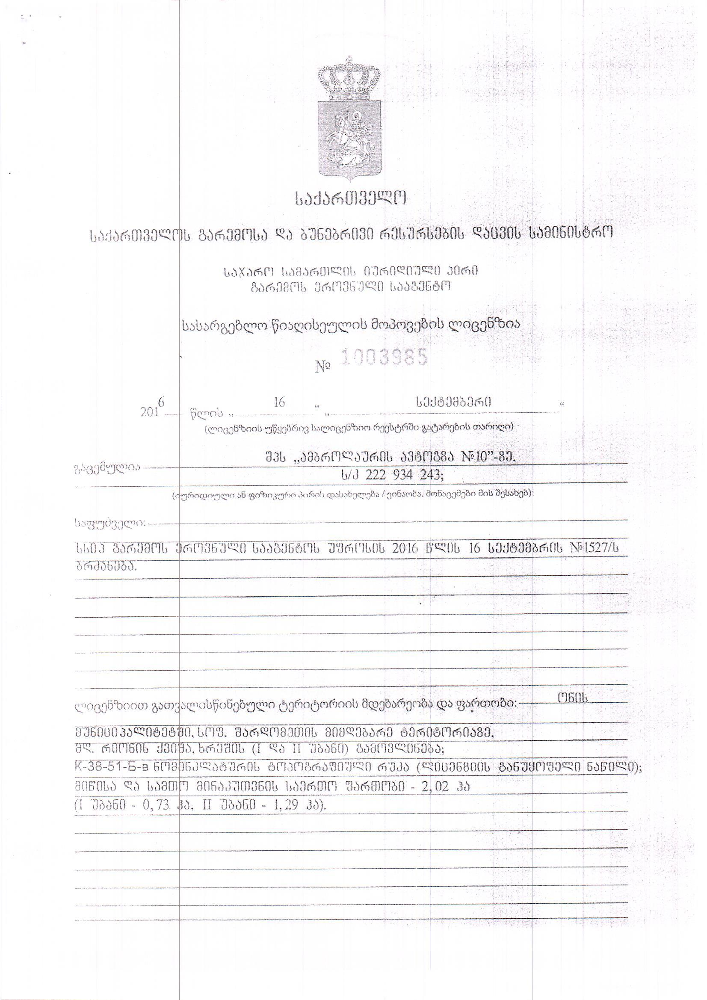 საქართველო
საქართველოს გარემოსა და ბუნებრივი რესურსების დაცვის სამინისტრო
საჯარო სამართლის იურიდიული პირი
გარემოს ეროვნული სააგენტო
სასარგებლო წიაღისეულის მოპოვების ლიცენზია
№ 1003985
2016 წლის „ 16 “ „ სექტემბერი “
(ლიცენზიის უწყებრივ სალიცენზიო რეესტრში გატარების თარიღი)
შპს „ამბროლაურის ავტოგზა №10”-ზე.
გაცემულია
ს/კ 222 934 243;
(იურიდიული ან ფიზიკური პირის დასახელება / ვინაობა. მონაცემები მის შესახებ)
საფუძველი:
სსიპ გარემოს ეროვნული სააგენტოს უფროსის 2016 წლის 16 სექტემბრის №1527/ს
ბრძანება.
ლიცენზიით გათვალისწინებული ტერიტორიის მდებარეობა და ფართობი: ონის
მუნიციპალიტეტში, სოფ. შარდომეთის მიმდებარე ტერიტორიაზე.
მდ. რიონის ქვიშა, ხრეშის (I და II უბანი) გამოვლინება;
К-38-51-Б-в ნომენკლატურის ტოპოგრაფიული რუკა (ლიცენზიის განუყოფელი ნაწილი);
მიწისა და სამთო მინაკუთვნის საერთო ფართობი - 2,02 ჰა
(I უბანი - 0,73 ჰა, II უბანი - 1,29 ჰა).